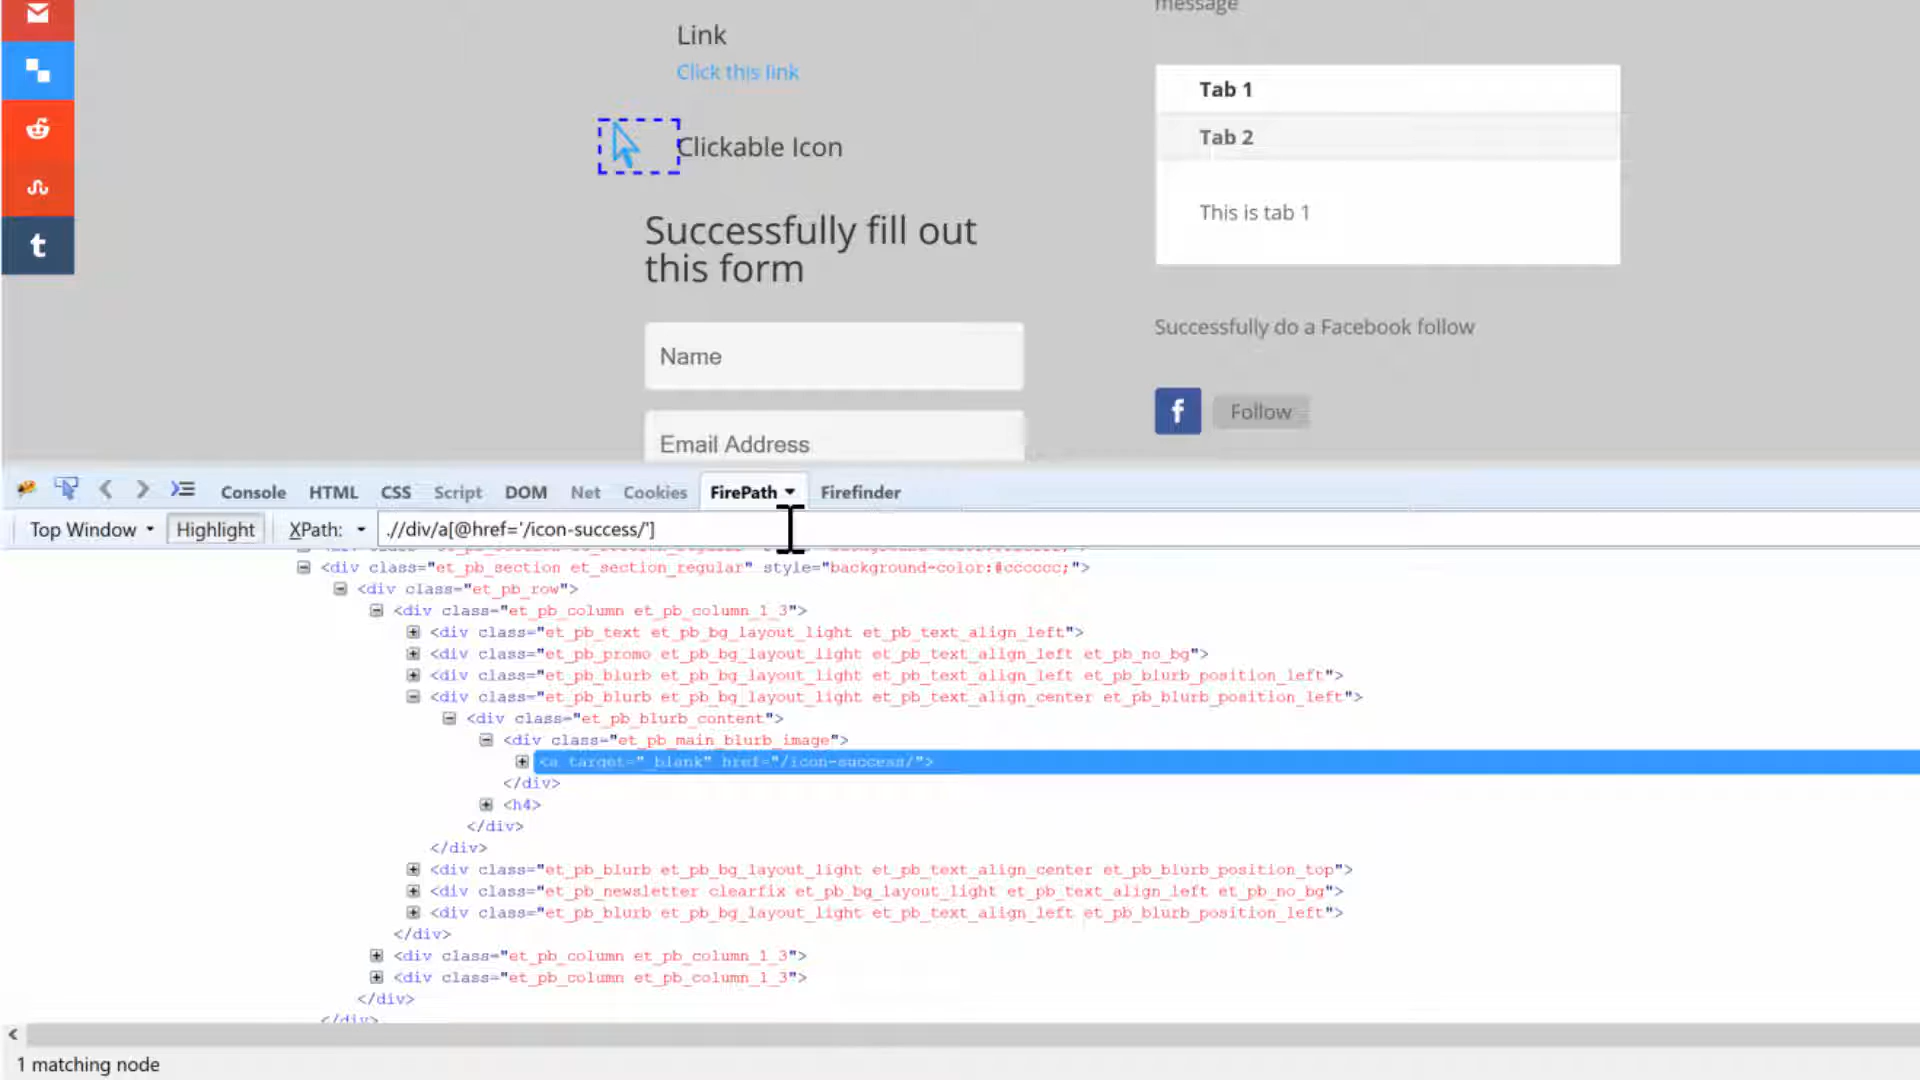 message
Link
Click this link
Clickable Icon
Tab 1
Tab 2
This is tab 1
Successfully fill out
this form
Name
Email Address
Successfully do a Facebook follow
f
Follow
t
Console HTML CSS Script DOM Net Cookies FirePath Firefinder
Top Window Highlight XPath: .//div/a[@href='/icon-success/']
<div class="et_pb_section et_section_regular" style="background-color:#cccccc;">
<div class="et_pb_row">
<div class="et_pb_column et_pb_column_1_3">
<div class="et_pb_text et_pb_bg_layout_light et_pb_text_align_left">
<div class="et_pb_promo et_pb_bg_layout_light et_pb_text_align_left et_pb_no_bg">
<div class="et_pb_blurb et_pb_bg_layout_light et_pb_text_align_left et_pb_blurb_position_left">
<div class="et_pb_blurb et_pb_bg_layout_light et_pb_text_align_center et_pb_blurb_position_left">
<div class="et_pb_blurb_content">
<div class="et_pb_main_blurb_image">
<a target="_blank" href="/icon-success/">
</div>
<h4>
</div>
</div>
<div class="et_pb_blurb et_pb_bg_layout_light et_pb_text_align_center et_pb_blurb_position_top">
<div class="et_pb_newsletter clearfix et_pb_bg_layout_light et_pb_text_align_left et_pb_no_bg">
<div class="et_pb_blurb et_pb_bg_layout_light et_pb_text_align_left et_pb_blurb_position_left">
</div>
<div class="et_pb_column et_pb_column_1_3">
<div class="et_pb_column et_pb_column_1_3">
</div>
</div>
1 matching node